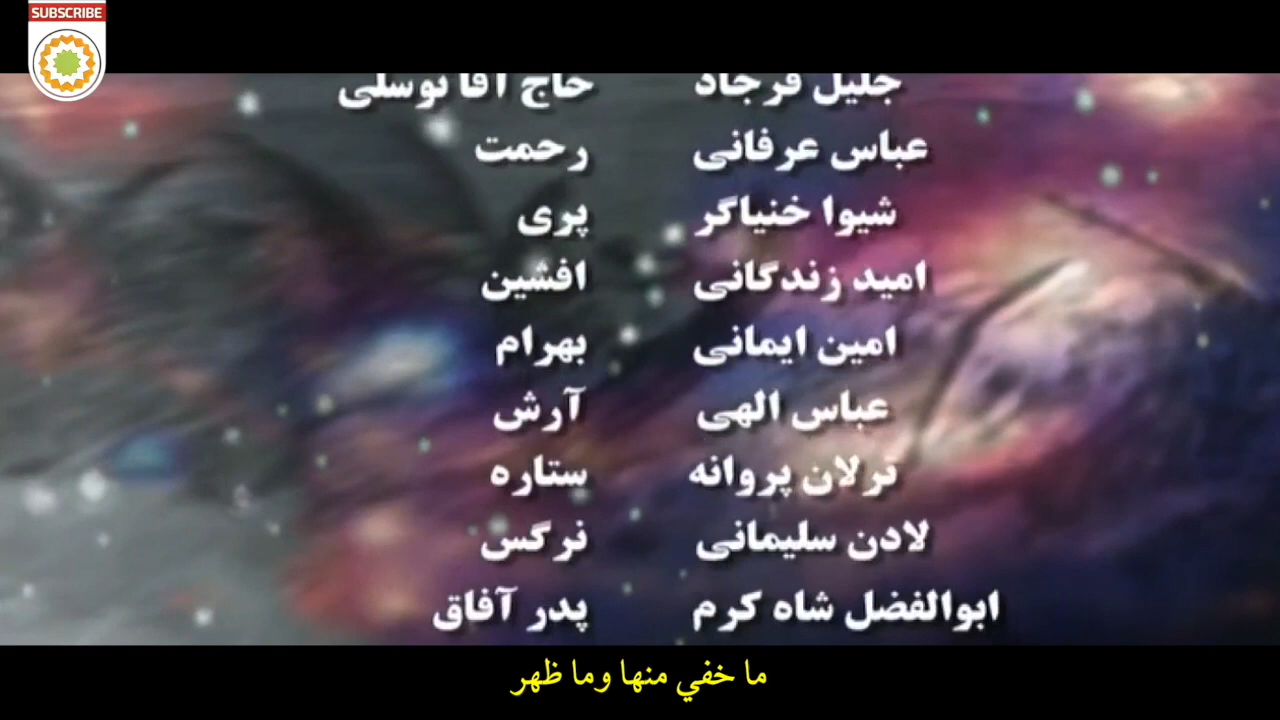 SUBSCRIBE
جلیل فرجاد حاج آقا توسلی
عباس عرفانی رحمت
شیوا خنیاگر پری
امید زندگانی افشین
امین ایمانی بهرام
عباس الهی آرش
ترلان پروانه ستاره
لادن سلیمانی نرگس
ابوالفضل شاه کرم پدر آفاق
ما خفي منها وما ظهر